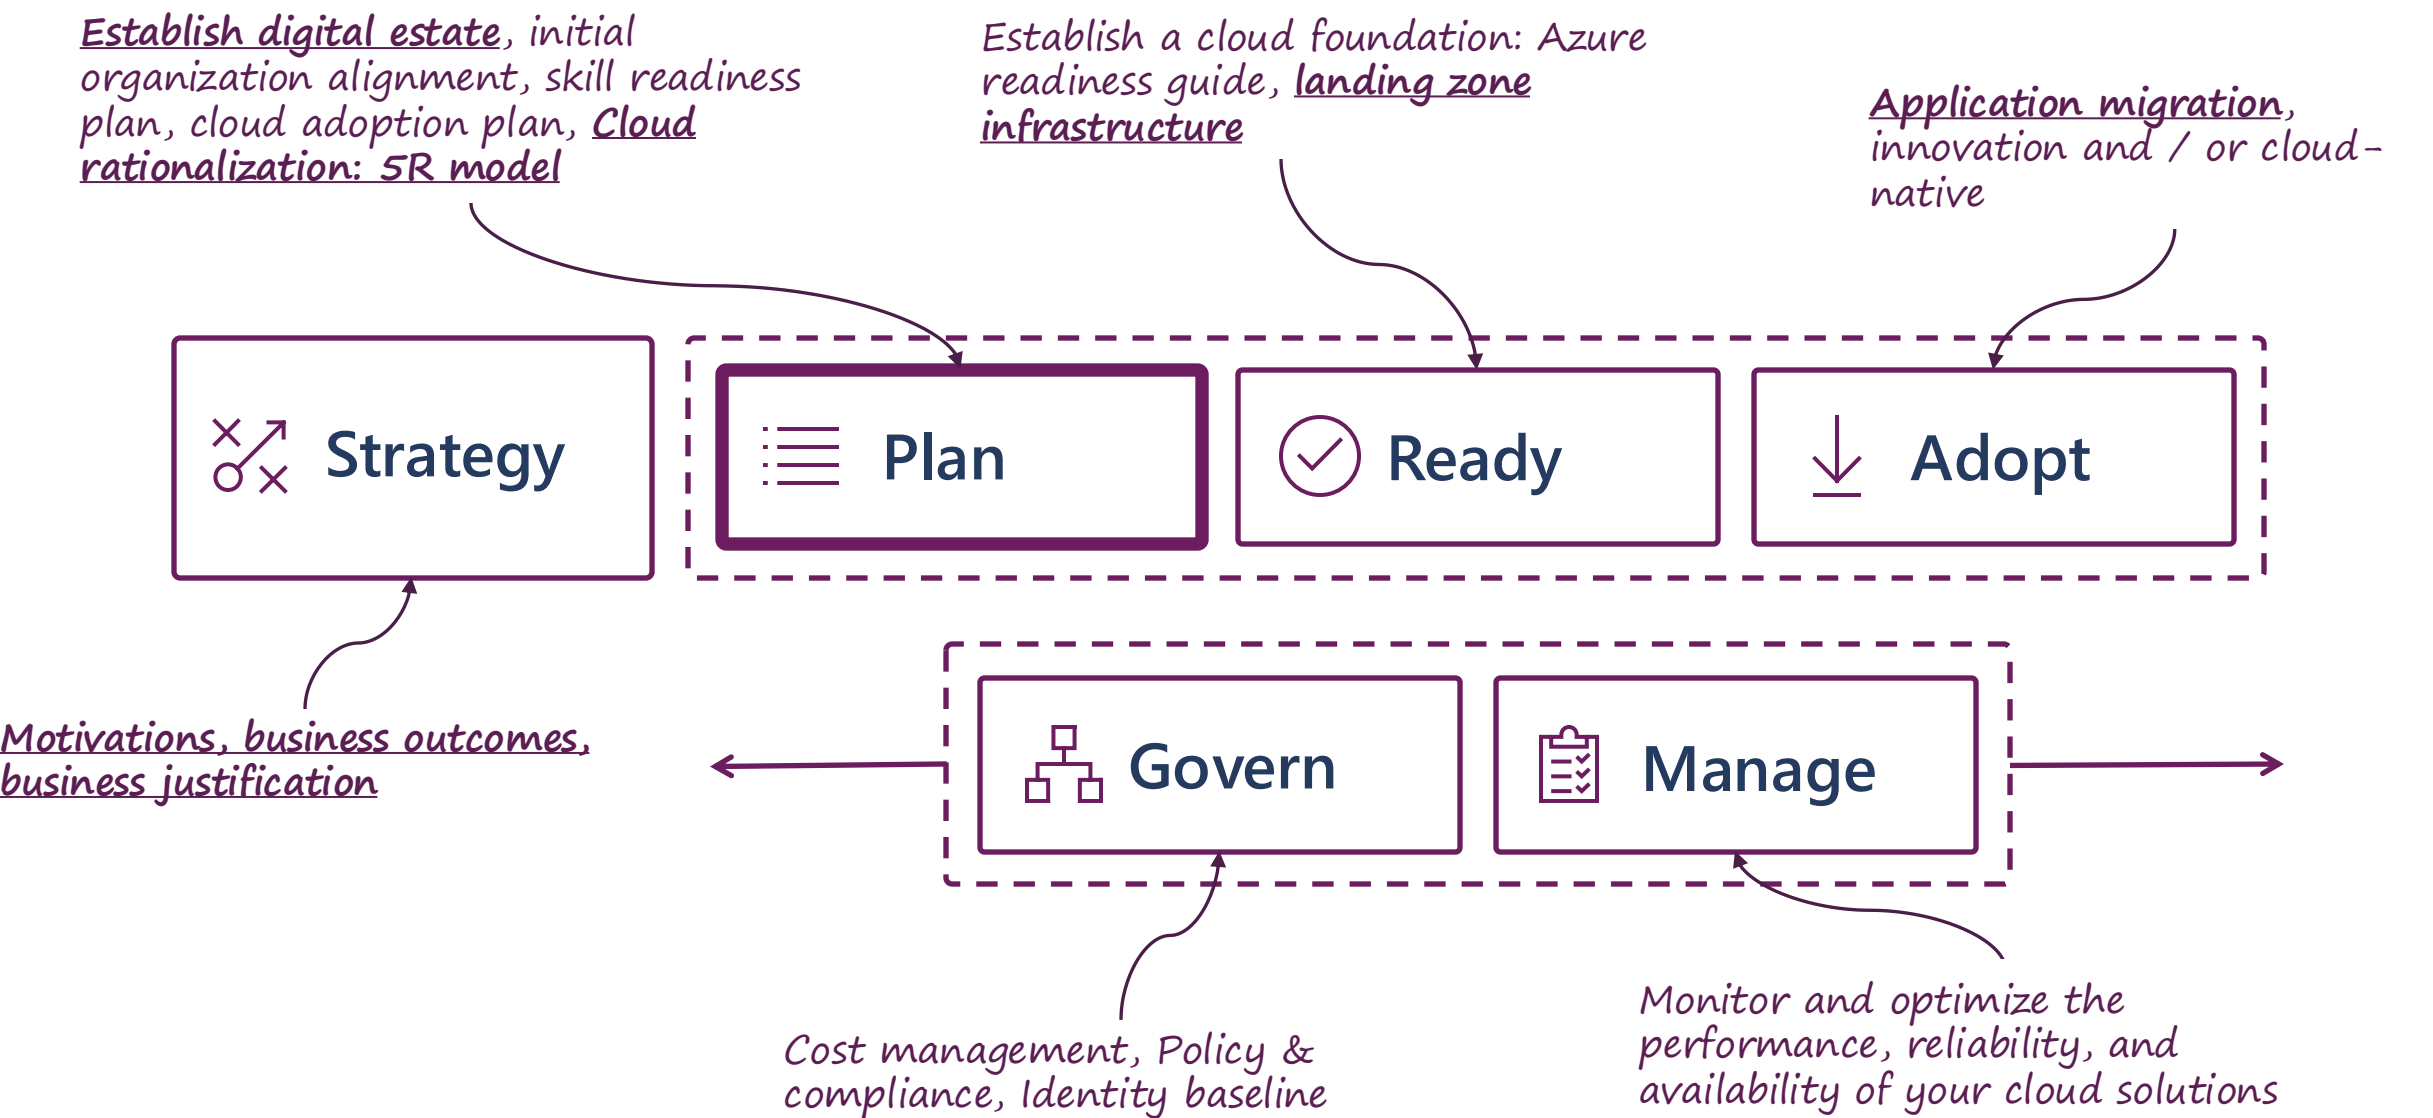 Establish digital estate, initial
organization alignment, skill readiness
plan, cloud adoption plan, Cloud
rationalization: 5R model
Establish a cloud foundation: Azure
readiness guide, landing zone
infrastructure
Application migration,
innovation and / or cloud-
native
Strategy
Plan
Ready
Adopt
Motivations, business outcomes,
business justification
Govern
Manage
Cost management, Policy &
compliance, Identity baseline
Monitor and optimize the
performance, reliability, and
availability of your cloud solutions